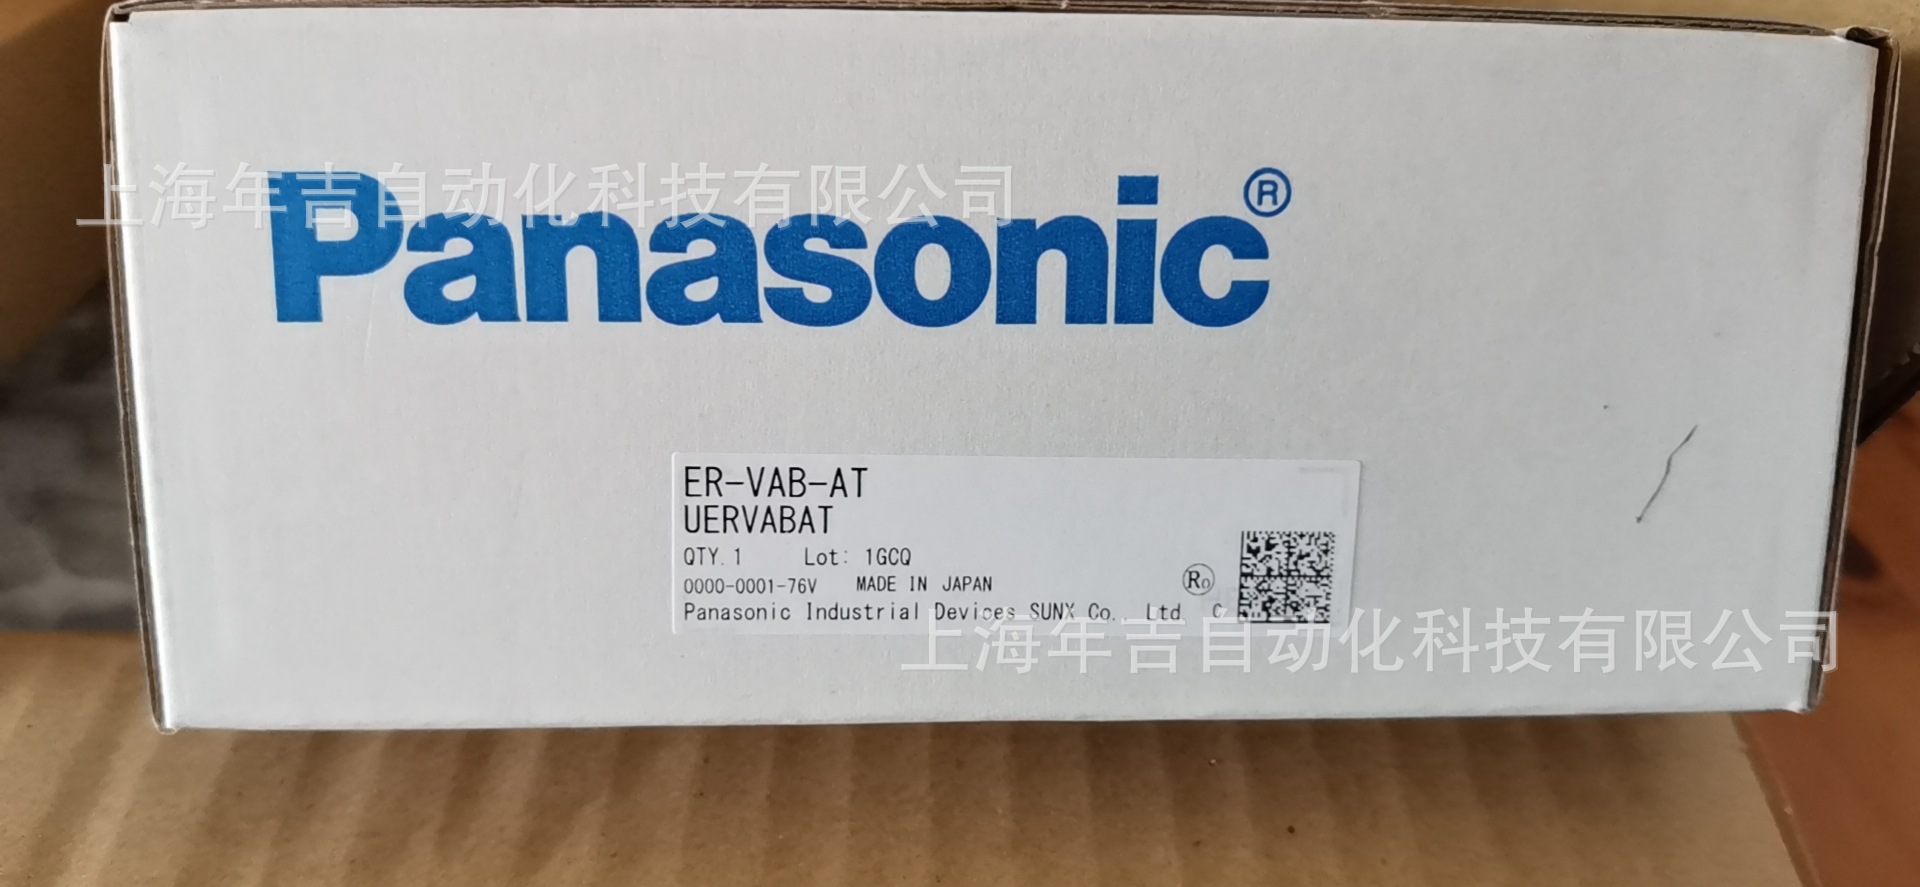 上海年吉自动化科技有限公司
Panasonic®
ER-VAB-AT
UERVABAT
QTY.1 Lot: 1GCQ
0000-0001-76V MADE IN JAPAN Ro
Panasonic Industrial Devices SUNX Co., Ltd. C
上海年吉自动化科技有限公司